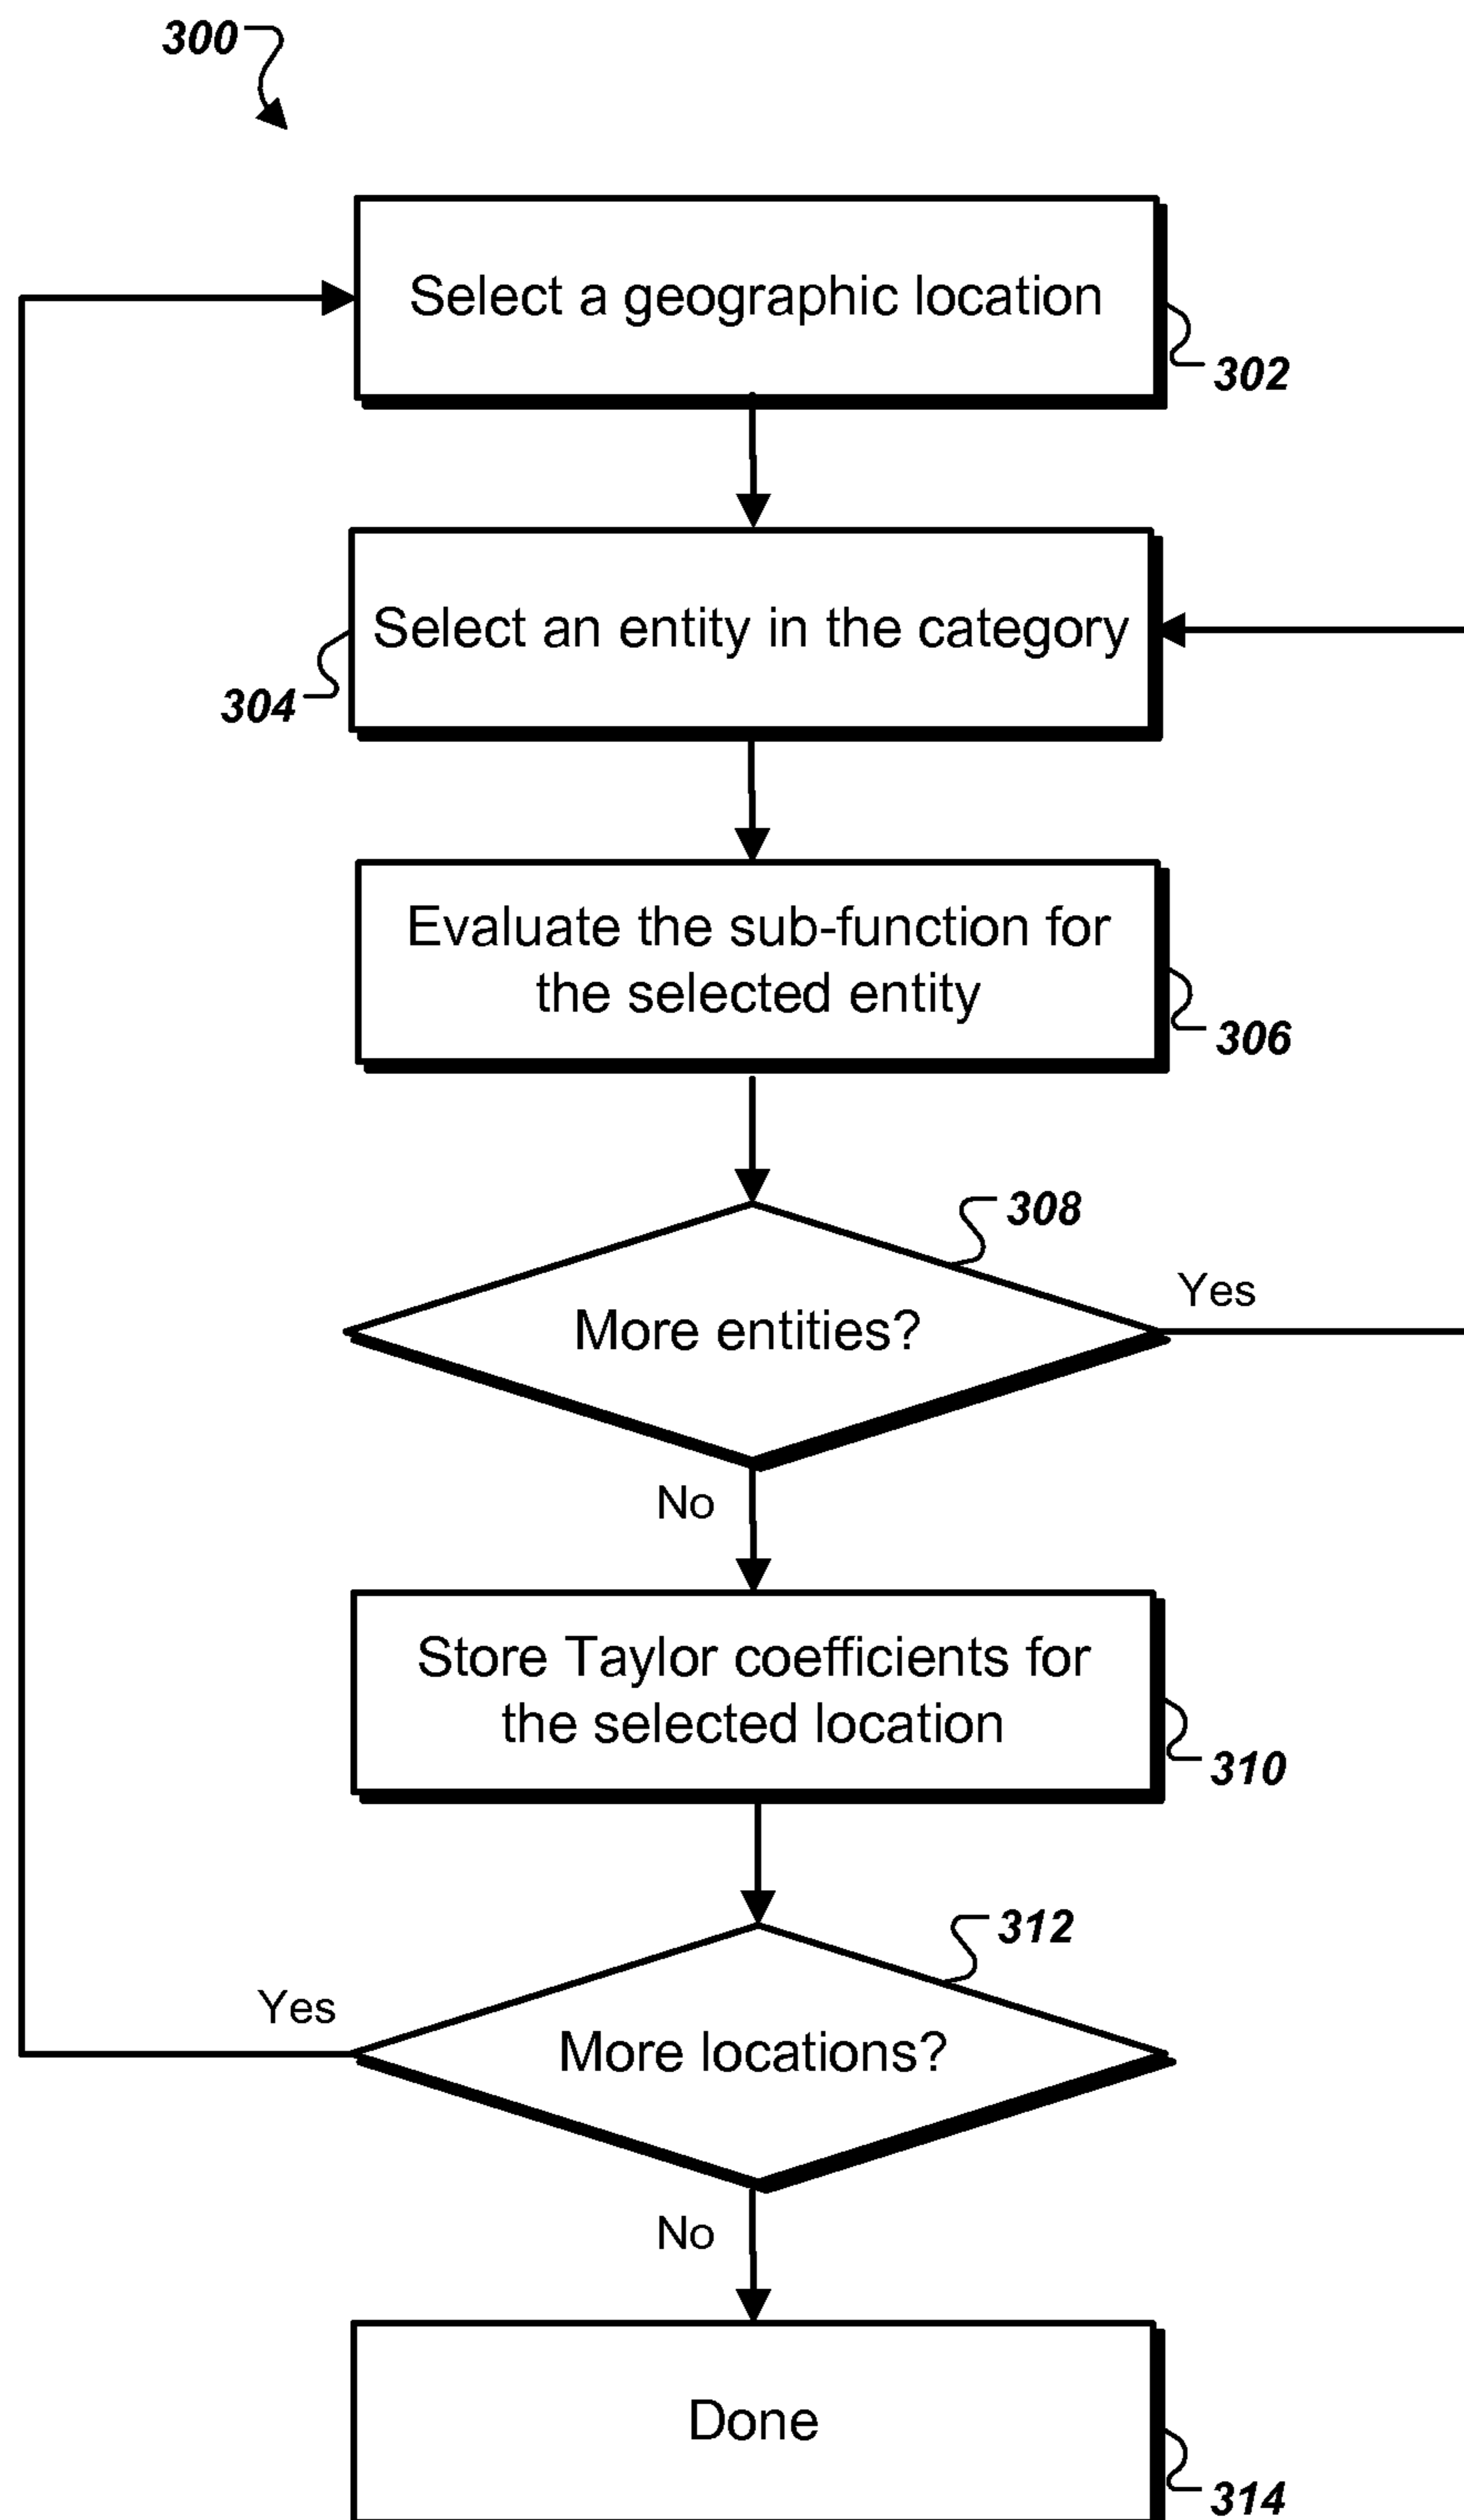 300
Select a geographic location
302
Select an entity in the category
304
Evaluate the sub-function for
the selected entity
306
308
More entities?
Yes
No
Store Taylor coefficients for
the selected location
310
312
Yes
More locations?
No
Done
314